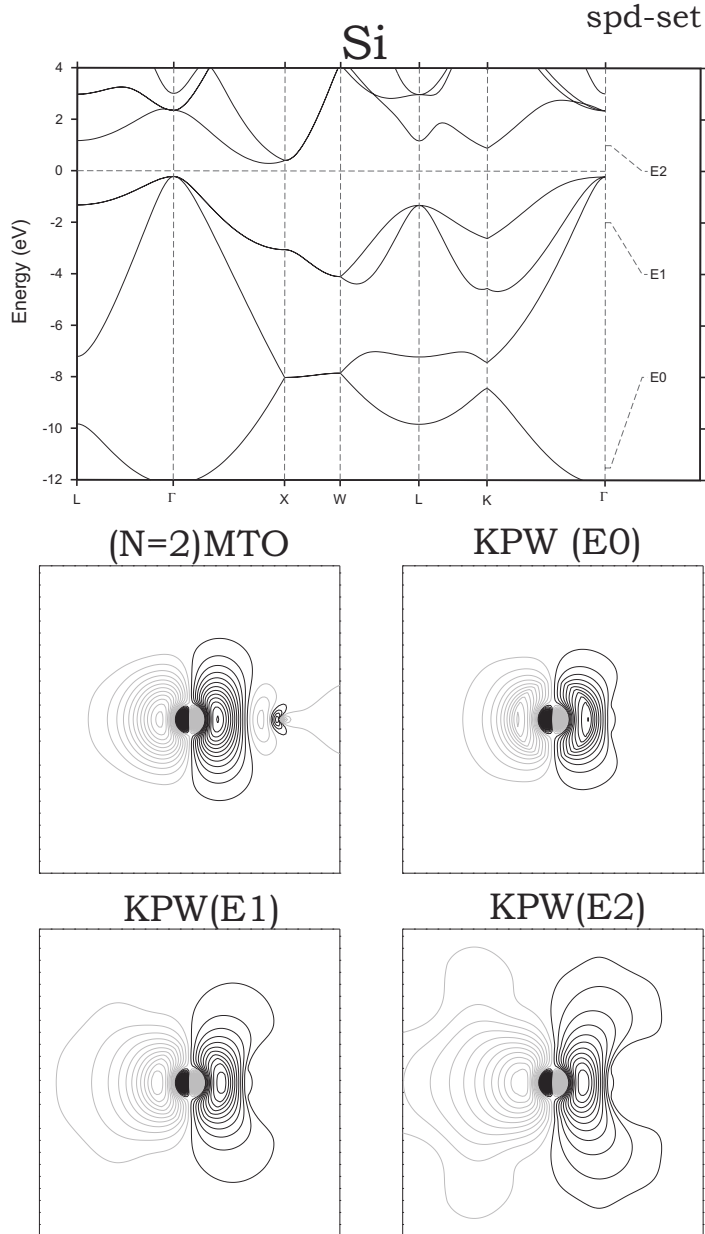 spd-set
Si
4
2
0
-2
-4
-6
-8
-10
-12
Energy (eV)
E2
E1
E0
L Γ X W L K Γ
(N=2)MTO KPW (E0)
KPW(E1) KPW(E2)